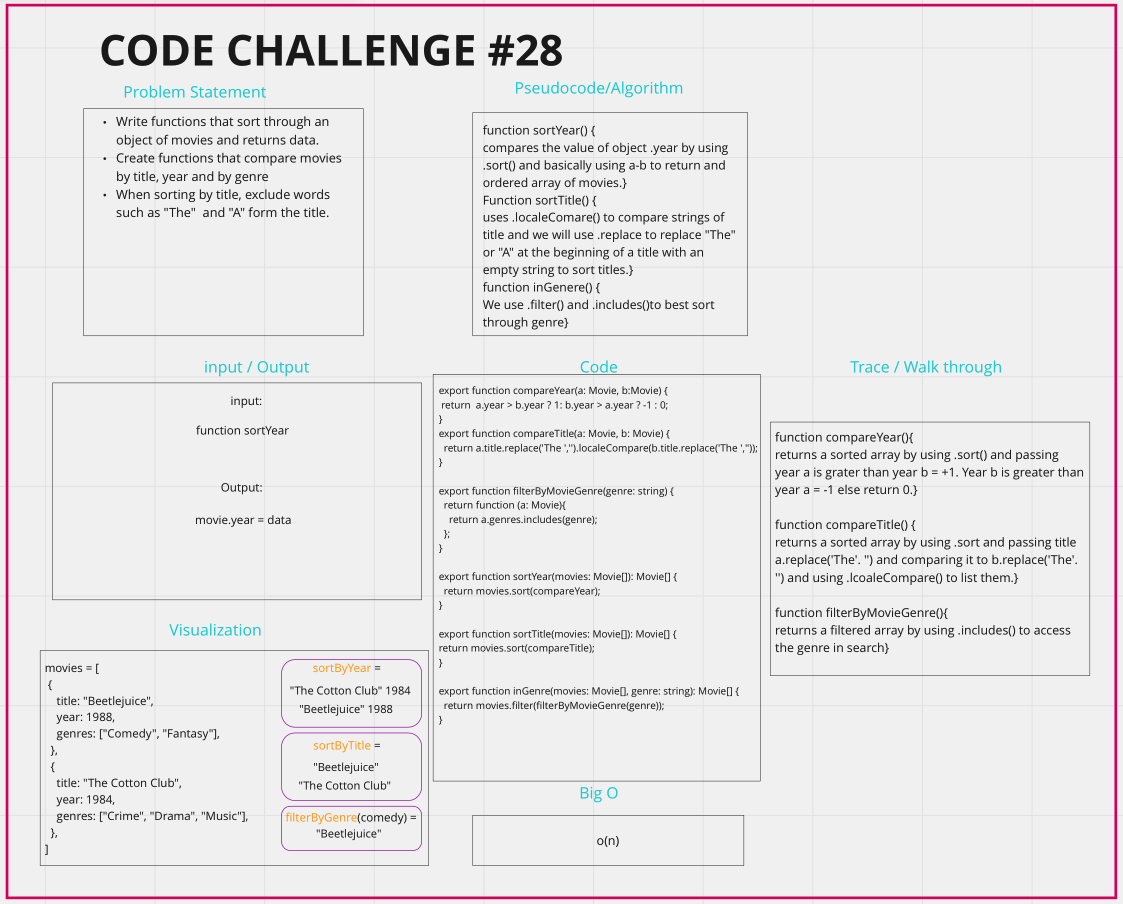 CODE CHALLENGE #28
Problem Statement
• Write functions that sort through an
object of movies and returns data.
• Create functions that compare movies
by title, year and by genre
• When sorting by title, exclude words
such as "The"  and "A" form the title.
Pseudocode/Algorithm
function sortYear() {
compares the value of object .year by using
.sort() and basically using a-b to return and
ordered array of movies.}
Function sortTitle() {
uses .localeComare() to compare strings of
title and we will use .replace to replace "The"
or "A" at the beginning of a title with an
empty string to sort titles.}
function inGenere() {
We use .filter() and .includes()to best sort
through genre}
input / Output
input:
function sortYear
Output:
movie.year = data
Code
export function compareYear(a: Movie, b:Movie) {
return  a.year > b.year ? 1: b.year > a.year ? -1 : 0;
}
export function compareTitle(a: Movie, b: Movie) {
return a.title.replace('The ','').localeCompare(b.title.replace('The ',''));
}
export function filterByMovieGenre(genre: string) {
return function (a: Movie){
return a.genres.includes(genre);
};
}
export function sortYear(movies: Movie[]): Movie[] {
return movies.sort(compareYear);
}
export function sortTitle(movies: Movie[]): Movie[] {
return movies.sort(compareTitle);
}
export function inGenre(movies: Movie[], genre: string): Movie[] {
return movies.filter(filterByMovieGenre(genre));
}
Trace / Walk through
function compareYear(){
returns a sorted array by using .sort() and passing
year a is grater than year b = +1. Year b is greater than
year a = -1 else return 0.}
function compareTitle() {
returns a sorted array by using .sort and passing title
a.replace('The'. '') and comparing it to b.replace('The'.
'') and using .lcoaleCompare() to list them.}
function filterByMovieGenre(){
returns a filtered array by using .includes() to access
the genre in search}
Visualization
movies = [
{
title: "Beetlejuice",
year: 1988,
genres: ["Comedy", "Fantasy"],
},
{
title: "The Cotton Club",
year: 1984,
genres: ["Crime", "Drama", "Music"],
},
]
sortByYear =
"The Cotton Club" 1984
"Beetlejuice" 1988
sortByTitle =
"Beetlejuice"
"The Cotton Club"
filterByGenre(comedy) =
"Beetlejuice"
Big O
o(n)